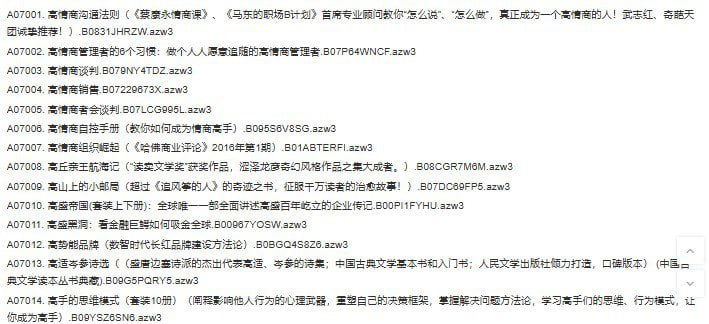 A07001. 高情商沟通法则（《蔡康永情商课》、《马东的职场B计划》首席专业顾问教你“怎么说”、“怎么做”，真正成为一个高情商的人！武志红、奇葩天
团诚挚推荐！）.B0831JHRZW.azw3
A07002. 高情商管理者的6个习惯：做个人人愿意追随的高情商管理者.B07P64WNCF.azw3
A07003. 高情商谈判.B079NY4TDZ.azw3
A07004. 高情商销售.B07229673X.azw3
A07005. 高情商者会谈判.B07LCG995L.azw3
A07006. 高情商自控手册（教你如何成为情商高手）.B095S6V8SG.azw3
A07007. 高情商组织崛起（《哈佛商业评论》2016年第1期）.B01ABTERFI.azw3
A07008. 高丘亲王航海记（“读卖文学奖”获奖作品，涩泽龙彦奇幻风格作品之集大成者。）.B08CGR7M6M.azw3
A07009. 高山上的小邮局（超过《追风筝的人》的奇迹之书，征服千万读者的治愈故事！）.B07DC69FP5.azw3
A07010. 高盛帝国(套装上下册)：全球唯一一部全面讲述高盛百年屹立的企业传记.B00PI1FYHU.azw3
A07011. 高盛黑洞：看金融巨鳄如何吸金全球.B00967YOSW.azw3
A07012. 高势能品牌（数智时代长红品牌建设方法论）.B0BGQ4S8Z6.azw3
A07013. 高适岑参诗选（（盛唐边塞诗派的杰出代表高适、岑参的诗集；中国古典文学基本书和入门书；人民文学出版社倾力打造，口碑版本） (中国古
典文学读本丛书典藏).B09G5PQRY5.azw3
A07014. 高手的思维模式（套装10册）（阐释影响他人行为的心理武器，重塑自己的决策框架，掌握解决问题方法论，学习高手们的思维、行为模式，让
你成为高手）.B09YSZ6SN6.azw3